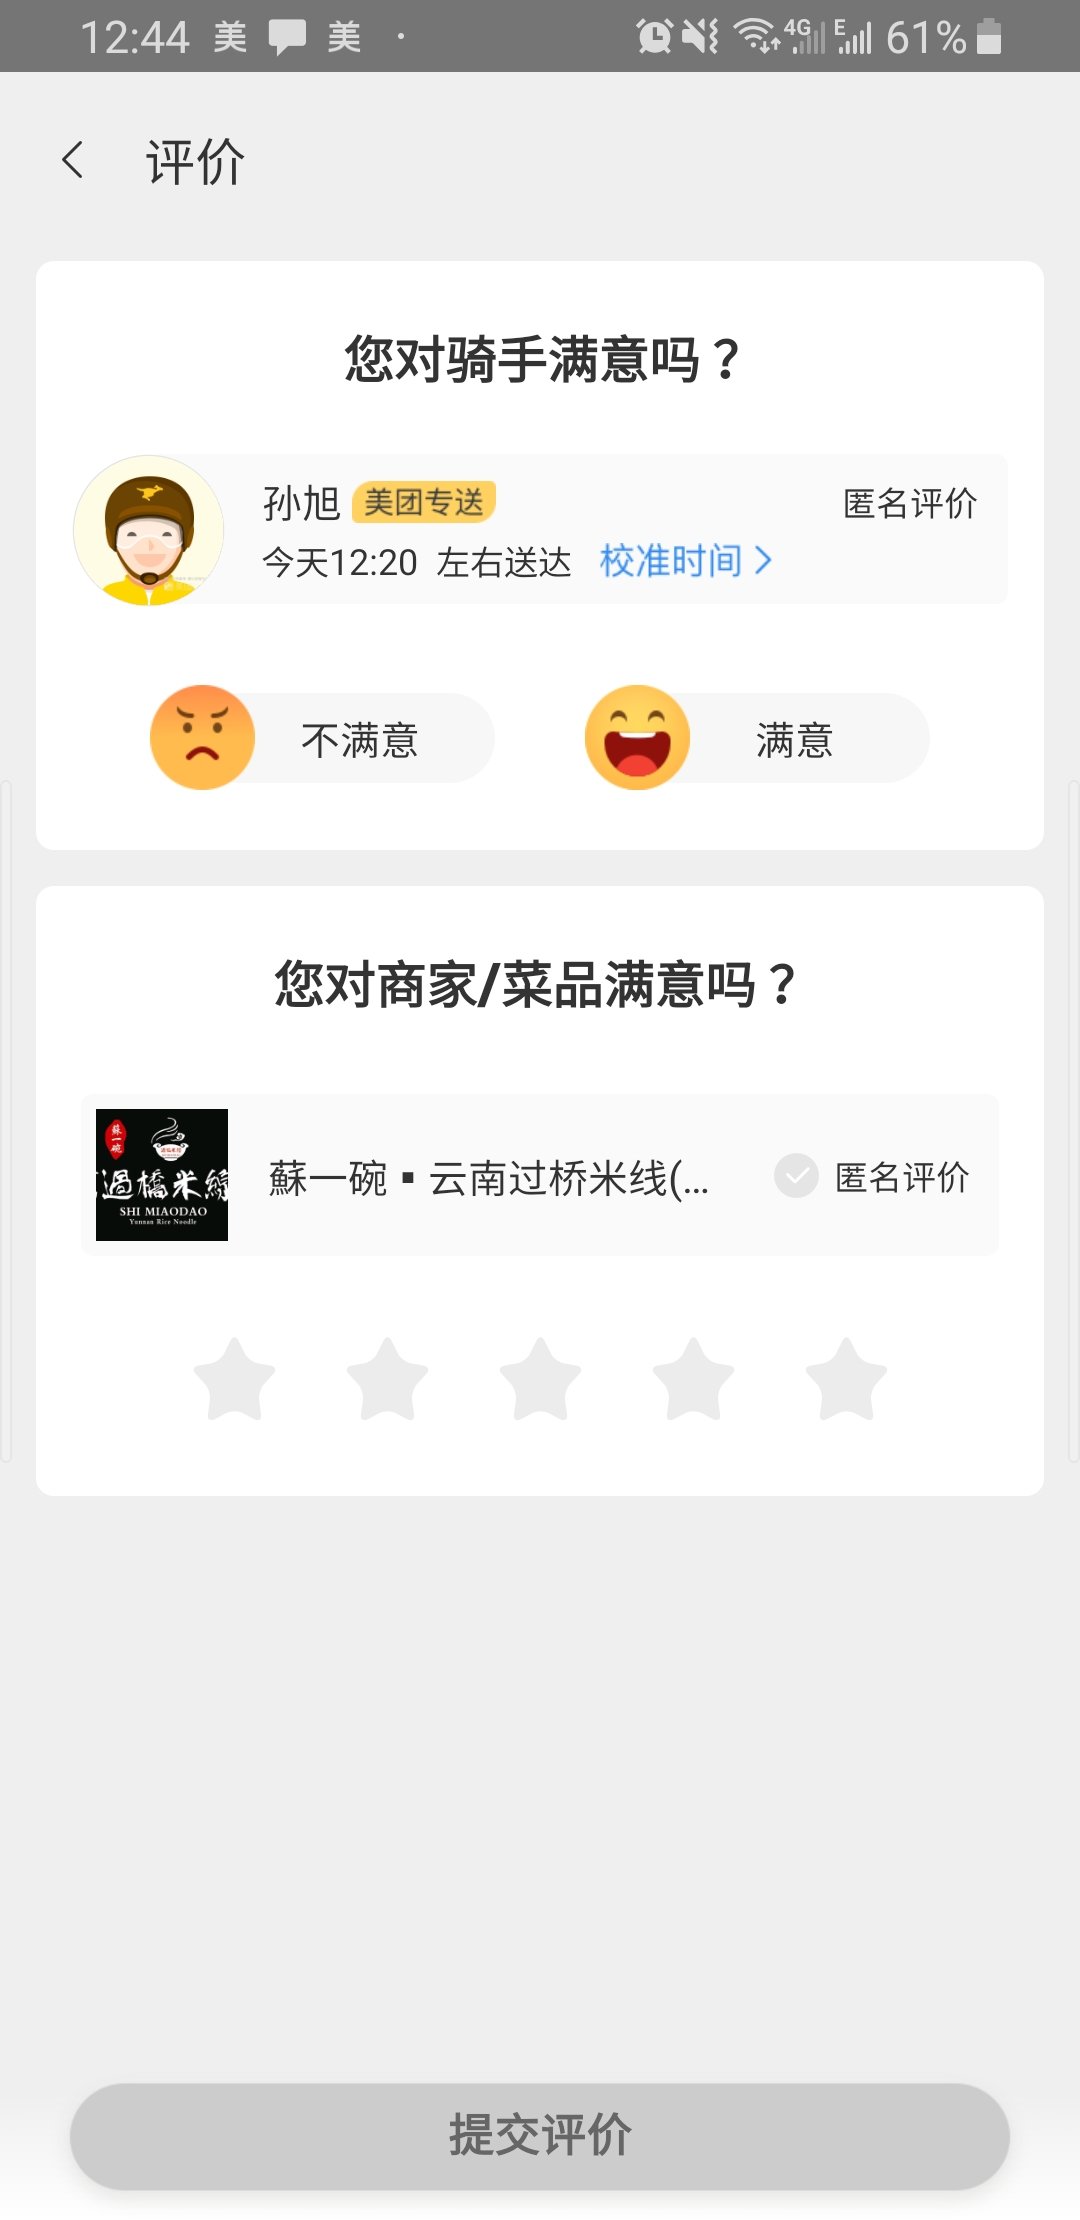 12:44 美 美 · 4G E 61%
评价
您对骑手满意吗？
孙旭 美团专送 匿名评价
今天12:20 左右送达 校准时间
不满意 满意
您对商家/菜品满意吗？
蘇一碗
過橋米線
SHI MIAODAO
Yunnan Rice Noodle
蘇一碗▪云南过桥米线(... 匿名评价
提交评价